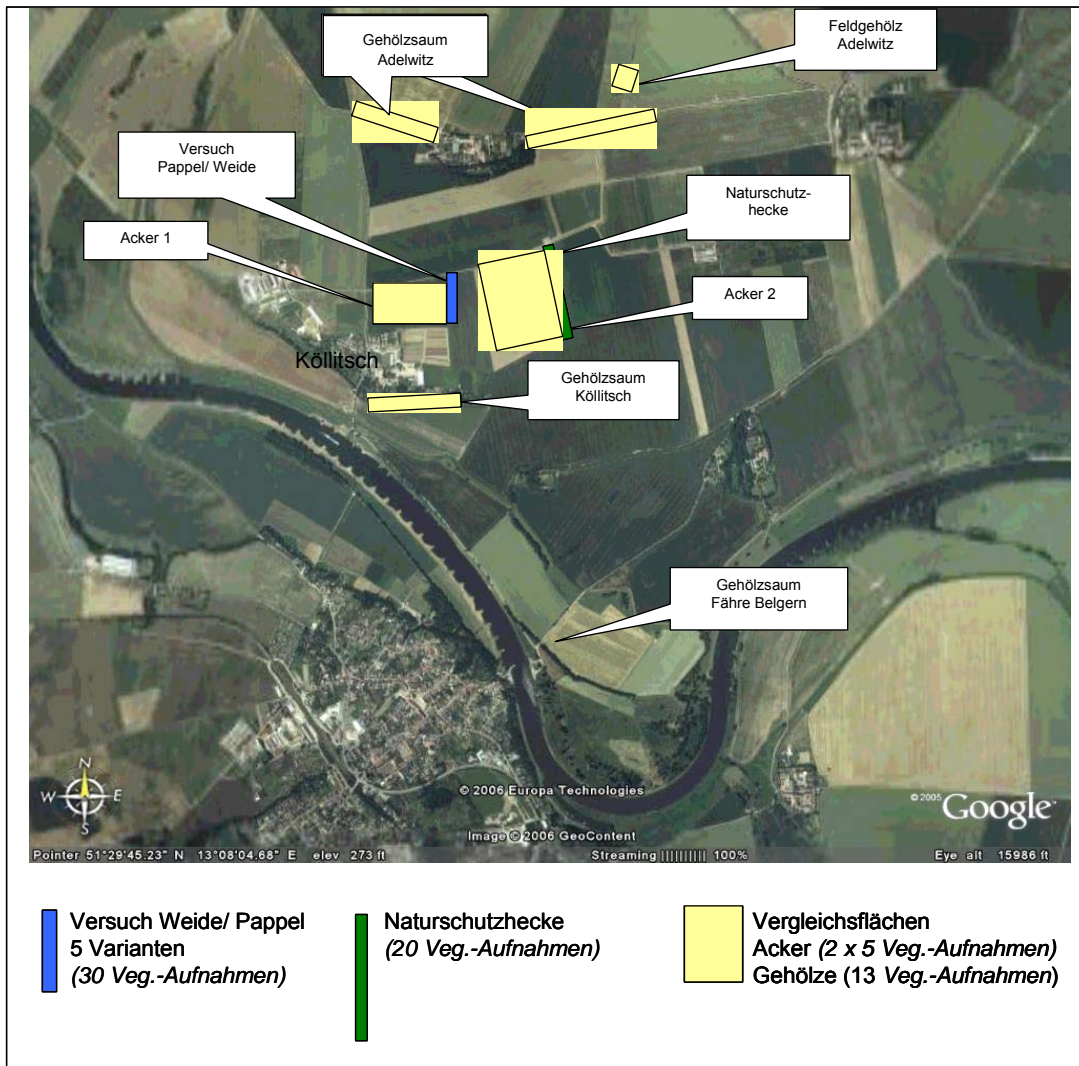 Gehölzsaum
Adelwitz
Feldgehölz
Adelwitz
Versuch
Pappel/ Weide
Naturschutz-
hecke
Acker 1
Acker 2
Köllitsch
Gehölzsaum
Köllitsch
Gehölzsaum
Fähre Belgern
N
W E
S
© 2006 Europa Technologies
© 2005 Google™
Image © 2006 GeoContent
Pointer 51°29'45.23" N 13°08'04.68" E elev 273 ft Streaming |||||||||| 100% Eye alt 15986 ft
Versuch Weide/ Pappel
5 Varianten
(30 Veg.-Aufnahmen)
Naturschutzhecke
(20 Veg.-Aufnahmen)
Vergleichsflächen
Acker (2 x 5 Veg.-Aufnahmen)
Gehölze (13 Veg.-Aufnahmen)